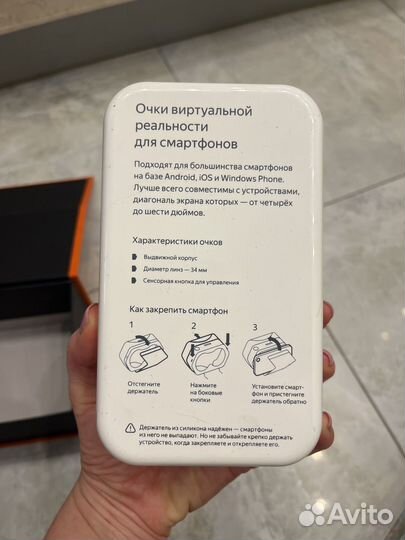 Очки виртуальной
реальности
для смартфонов
Подходят для большинства смартфонов
на базе Android, iOS и Windows Phone.
Лучше всего совместимы с устройствами,
диагональ экрана которых — от четырёх
до шести дюймов.
Характеристики очков
Выдвижной корпус
Диаметр линз — 34 мм
Сенсорная кнопка для управления
Как закрепить смартфон
1 2 3
Отстегните
держатель
Нажмите
на боковые
кнопки
Установите смарт-
фон и пристегните
держатель обратно
Держатель из силикона надёжен — смартфоны
из него не выпадают. Но не забывайте крепко держать
устройство, когда закрепляете и открепляете его.
Avito